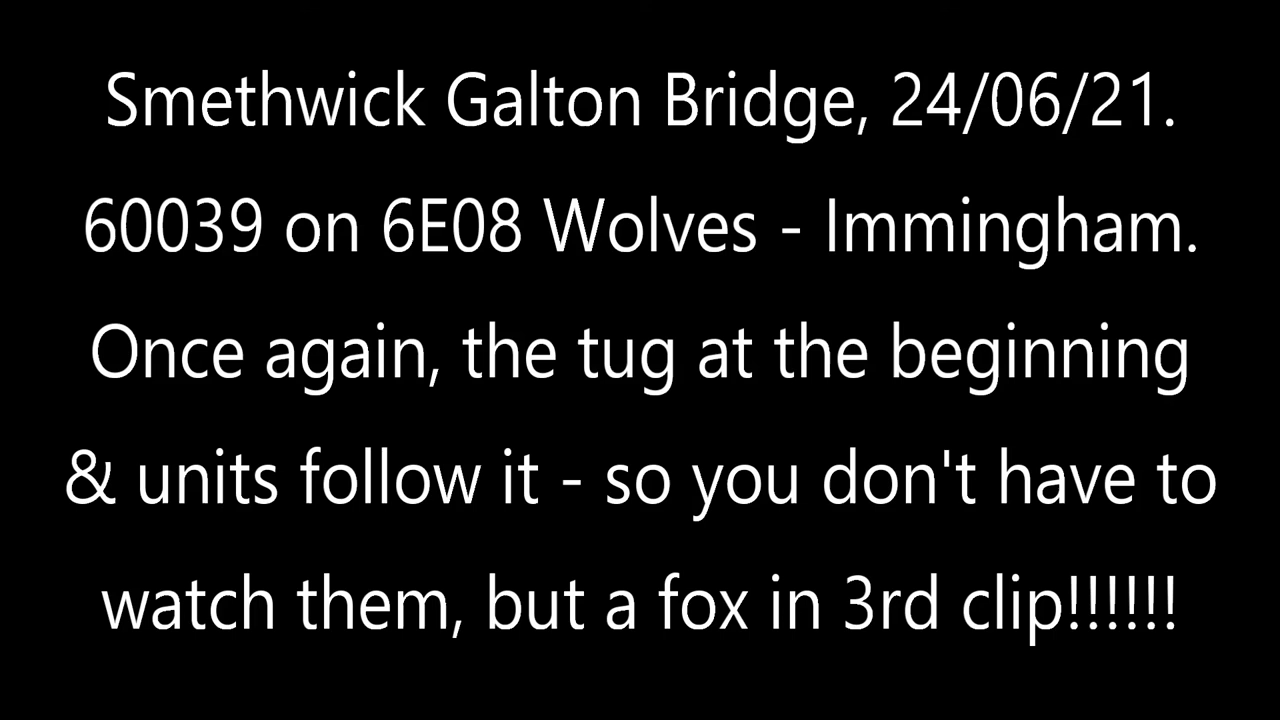 Smethwick Galton Bridge, 24/06/21.
60039 on 6E08 Wolves - Immingham.
Once again, the tug at the beginning
& units follow it - so you don't have to
watch them, but a fox in 3rd clip!!!!!!